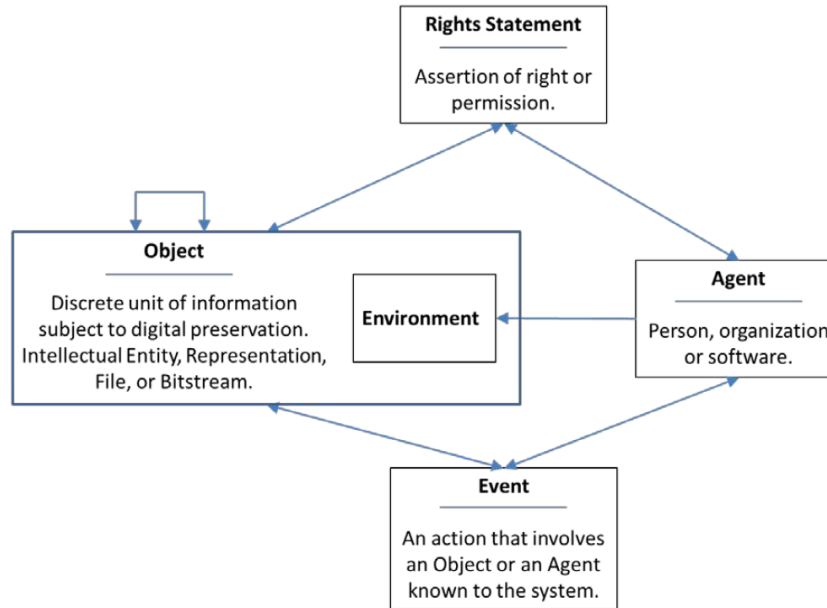 Rights Statement
Assertion of right or
permission.
Object
Discrete unit of information
subject to digital preservation.
Intellectual Entity, Representation,
File, or Bitstream.
Environment
Agent
Person, organization
or software.
Event
An action that involves
an Object or an Agent
known to the system.